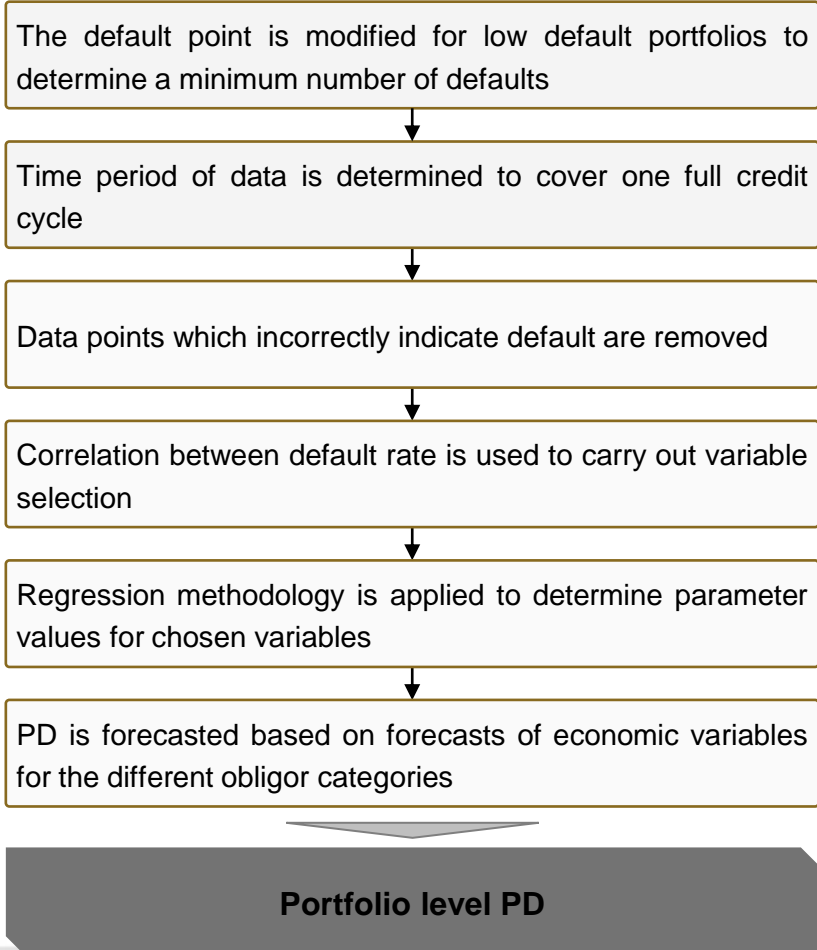 The default point is modified for low default portfolios to
determine a minimum number of defaults
Time period of data is determined to cover one full credit
cycle
Data points which incorrectly indicate default are removed
Correlation between default rate is used to carry out variable
selection
Regression methodology is applied to determine parameter
values for chosen variables
PD is forecasted based on forecasts of economic variables
for the different obligor categories
Portfolio level PD